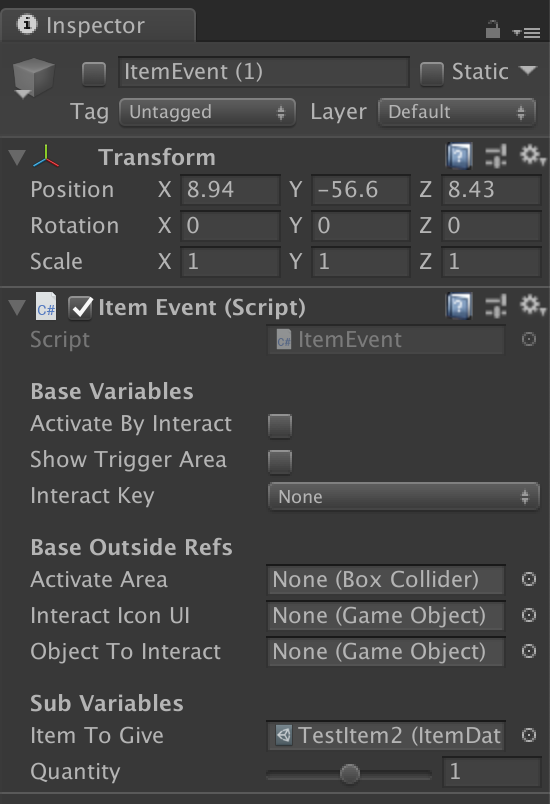 Inspector
ItemEvent (1)
Static
Tag Untagged Layer Default
Transform
Position X 8.94 Y -56.6 Z 8.43
Rotation X 0 Y 0 Z 0
Scale X 1 Y 1 Z 1
C# Item Event (Script)
Script C# ItemEvent
Base Variables
Activate By Interact
Show Trigger Area
Interact Key None
Base Outside Refs
Activate Area None (Box Collider)
Interact Icon UI None (Game Object)
Object To Interact None (Game Object)
Sub Variables
Item To Give TestItem2 (ItemDat
Quantity 1